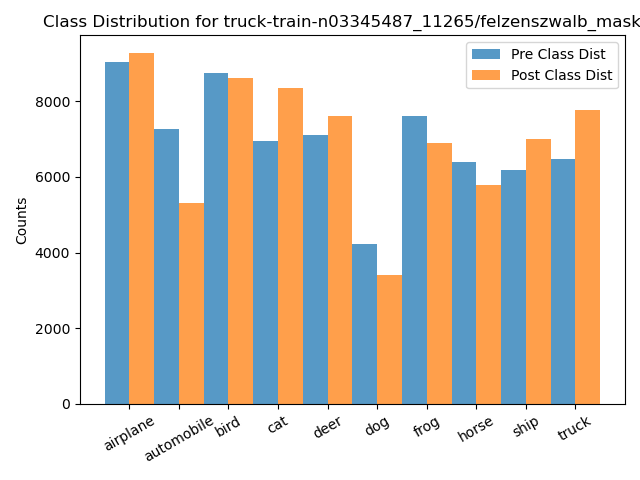 Class Distribution for truck-train-n03345487_11265/felzenszwalb_mask
Pre Class Dist
Post Class Dist
Counts
8000
6000
4000
2000
0
airplane automobile bird cat deer dog frog horse ship truck